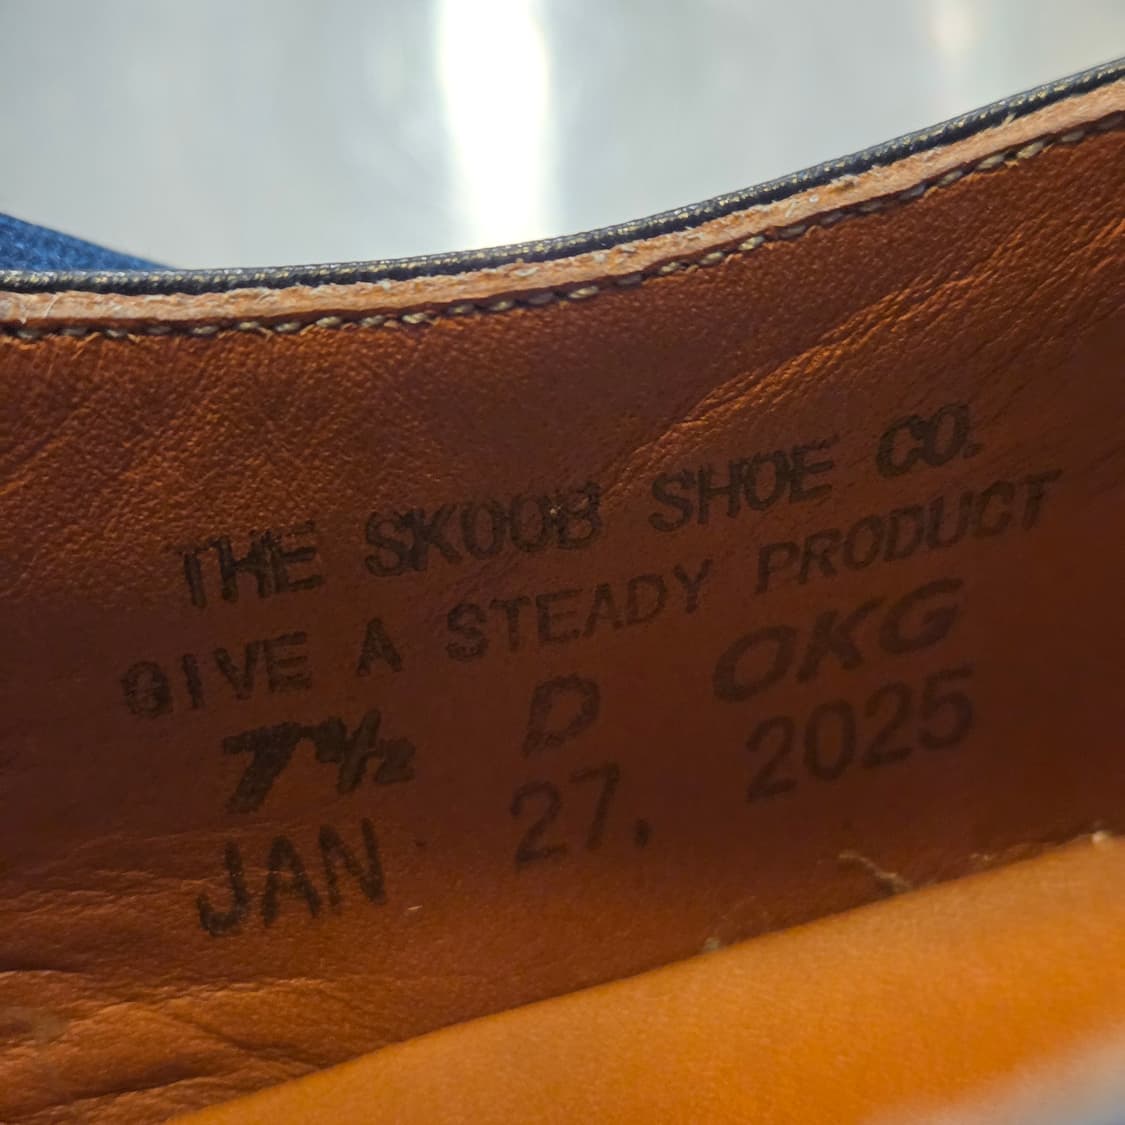 THE SKOOB SHOE CO.
GIVE A STEADY PRODUCT
7½ D OKG
JAN 27, 2025